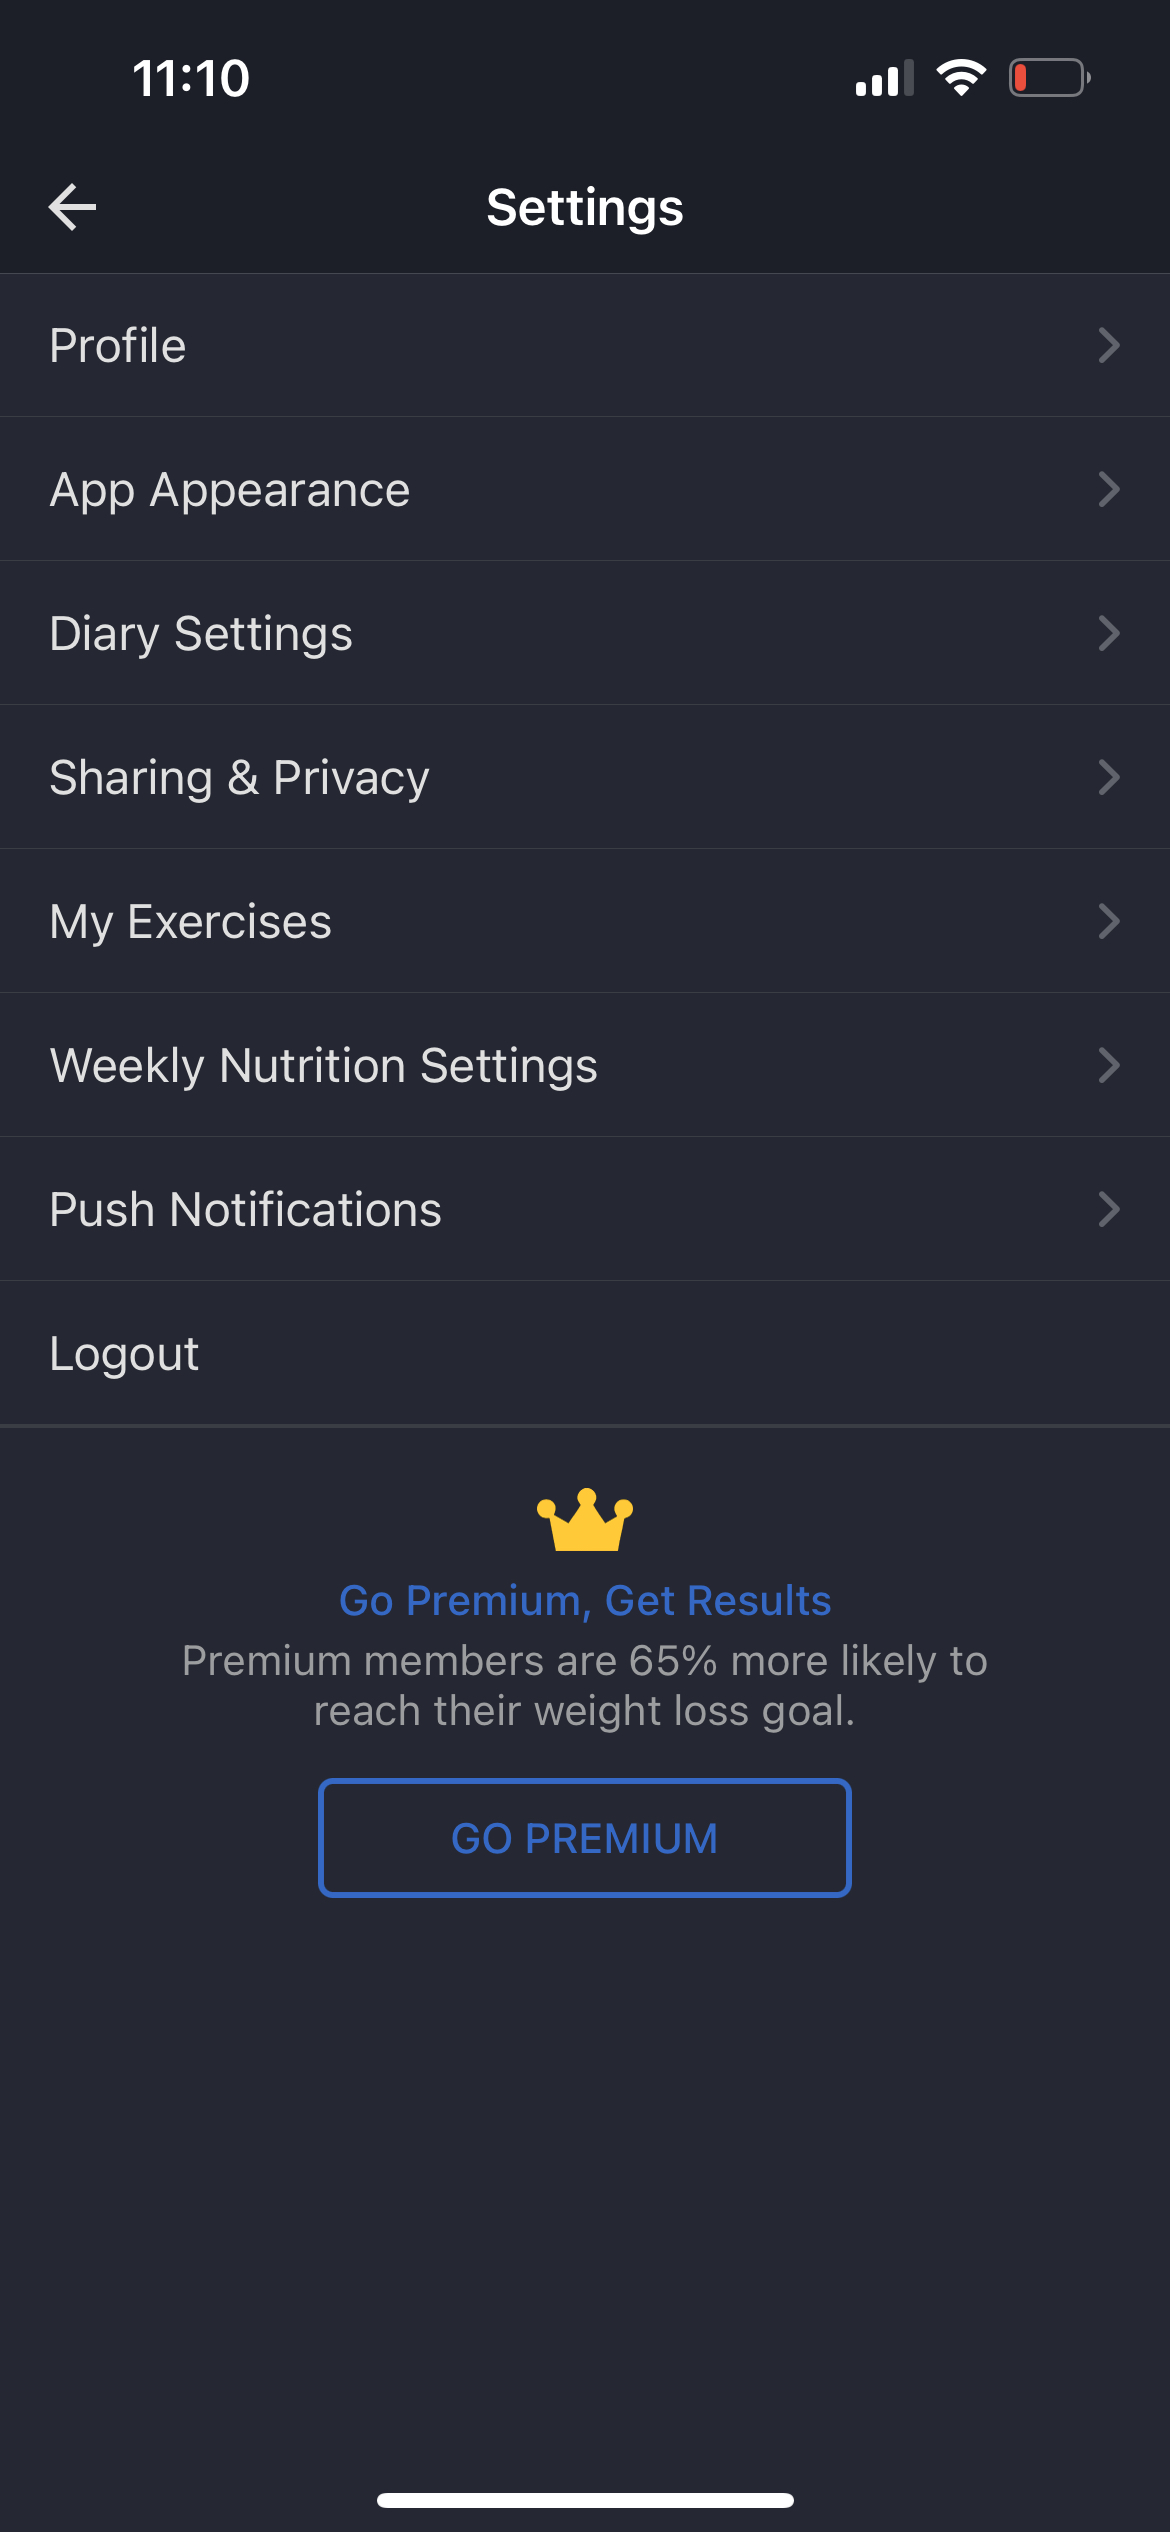 11:10
Settings
Profile
App Appearance
Diary Settings
Sharing & Privacy
My Exercises
Weekly Nutrition Settings
Push Notifications
Logout
Go Premium, Get Results
Premium members are 65% more likely to
reach their weight loss goal.
GO PREMIUM